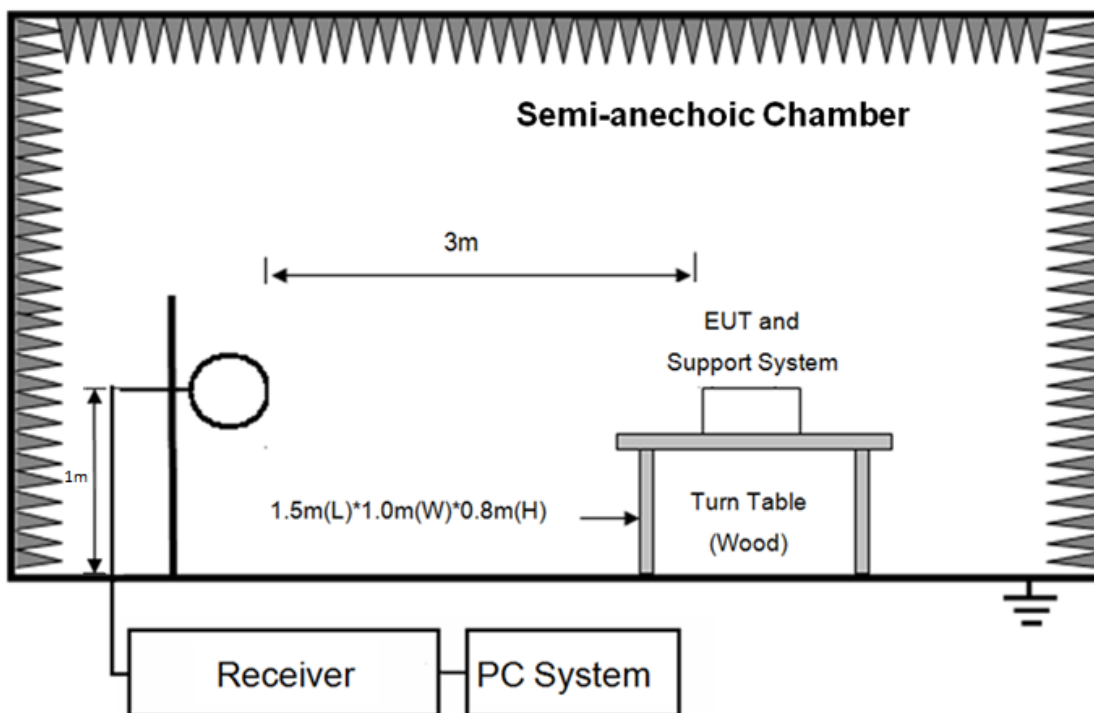 Semi-anechoic Chamber
3m
EUT and
Support System
1m
1.5m(L)*1.0m(W)*0.8m(H)
Turn Table
(Wood)
Receiver
PC System